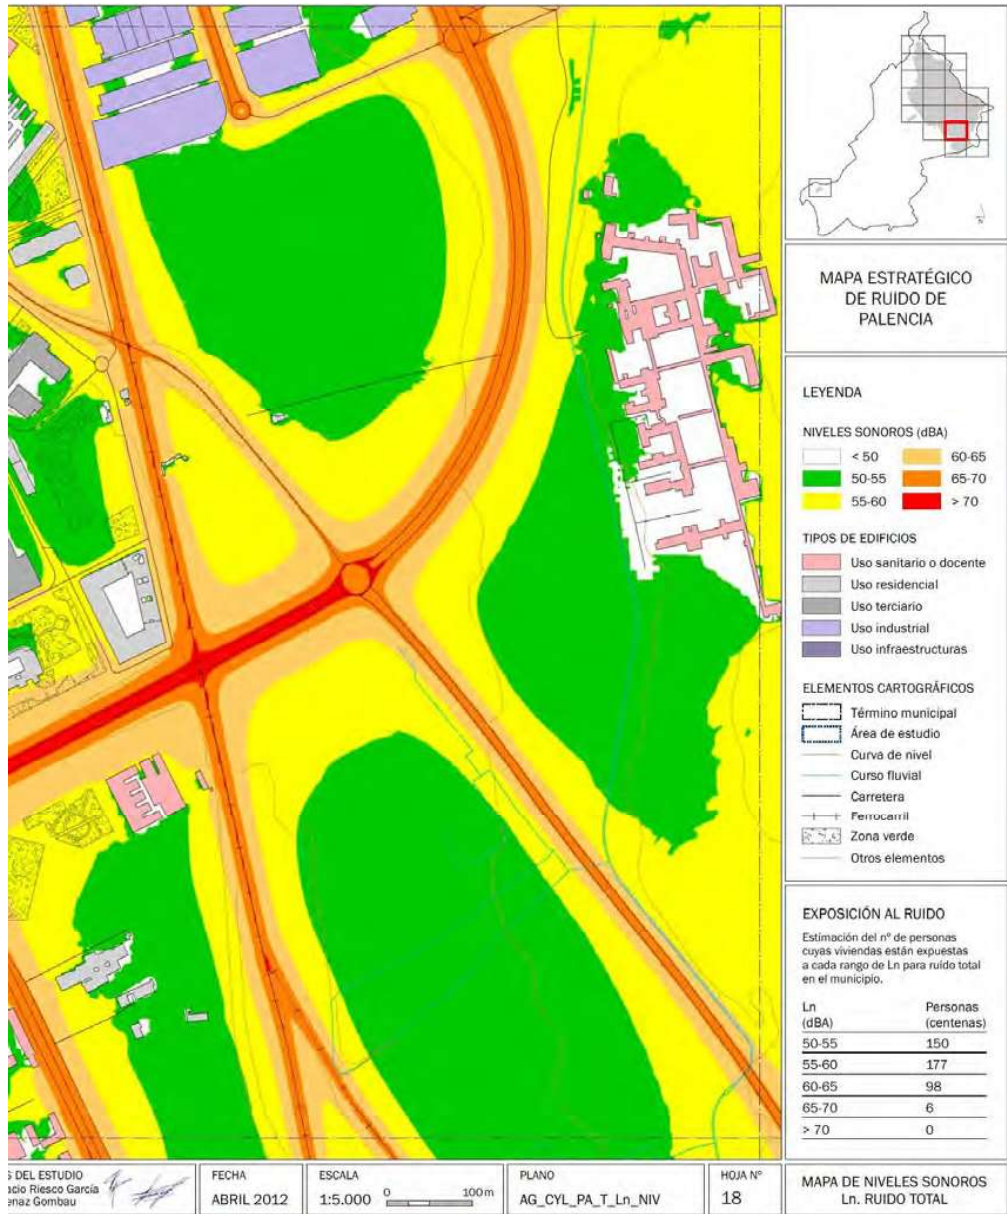 MAPA ESTRATÉGICO
DE RUIDO DE
PALENCIA
LEYENDA
NIVELES SONOROS (dBA)
< 50
60-65
50-55
65-70
55-60
> 70
TIPOS DE EDIFICIOS
Uso sanitario o docente
Uso residencial
Uso terciario
Uso industrial
Uso infraestructuras
ELEMENTOS CARTOGRÁFICOS
Término municipal
Área de estudio
Curva de nivel
Curso fluvial
Carretera
Ferrocarril
Zona verde
Otros elementos
EXPOSICIÓN AL RUIDO
Estimación del nº de personas
cuyas viviendas están expuestas
a cada rango de Ln para ruido total
en el municipio.
Ln Personas
(dBA) (centenas)
50-55 150
55-60 177
60-65 98
65-70 6
> 70 0
S DEL ESTUDIO
acio Riesco García
enaz Gombau
FECHA
ABRIL 2012
ESCALA
1:5.000 0 100 m
PLANO
AG_CYL_PA_T_Ln_NIV
HOJA Nº
18
MAPA DE NIVELES SONOROS
Ln. RUIDO TOTAL